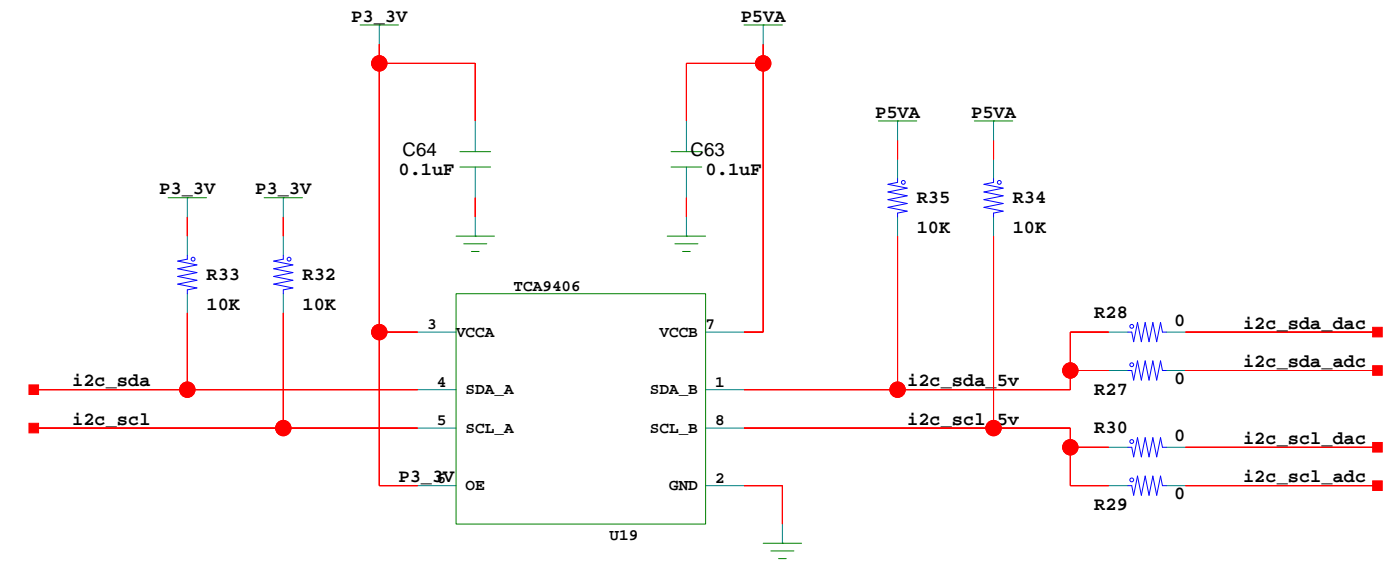 P3_3V
P5VA
P5VA
P5VA
C64
0.1uF
C63
0.1uF
P3_3V
P3_3V
R35
10K
R34
10K
R33
10K
R32
10K
TCA9406
3
VCCA
VCCB
7
R28
0
i2c_sda_dac
i2c_sda
4
SDA_A
SDA_B
1
i2c_sda_5v
R27
0
i2c_sda_adc
i2c_scl
5
SCL_A
SCL_B
8
i2c_scl_5v
R30
0
i2c_scl_dac
P3_3V
6
OE
GND
2
R29
0
i2c_scl_adc
U19